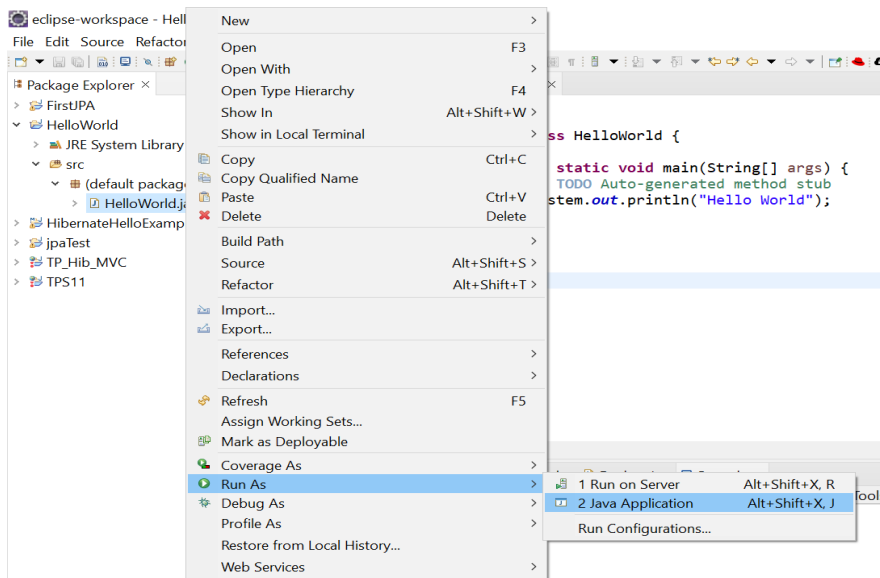 eclipse-workspace - Hel
File Edit Source Refactor
Package Explorer ×
FirstJPA
HelloWorld
JRE System Library
src
(default packag
HelloWorld.ja
HibernateHelloExamp
jpaTest
TP_Hib_MVC
TPS11
New
Open F3
Open With
Open Type Hierarchy F4
Show In Alt+Shift+W
Show in Local Terminal
Copy Ctrl+C
Copy Qualified Name
Paste Ctrl+V
Delete Delete
Build Path
Source Alt+Shift+S
Refactor Alt+Shift+T
Import...
Export...
References
Declarations
Refresh F5
Assign Working Sets...
Mark as Deployable
Coverage As
Run As
Debug As
Profile As
Restore from Local History...
Web Services
1 Run on Server Alt+Shift+X, R
2 Java Application Alt+Shift+X, J
Run Configurations...
ss HelloWorld {
static void main(String[] args) {
TODO Auto-generated method stub
stem.out.println("Hello World");
Tool